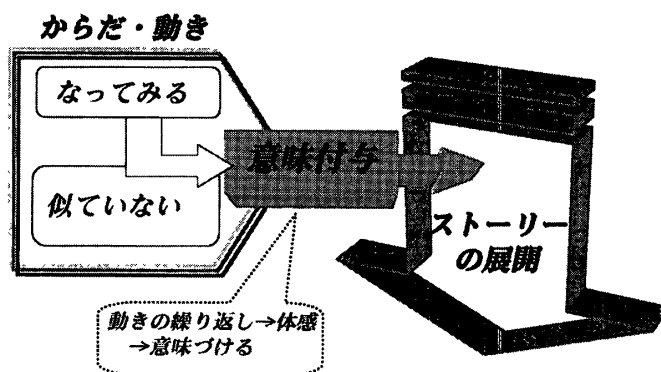 からだ・動き
なってみる
似ていない
意味付与
ストーリー
の展開
動きの繰り返し→体感
→意味づける